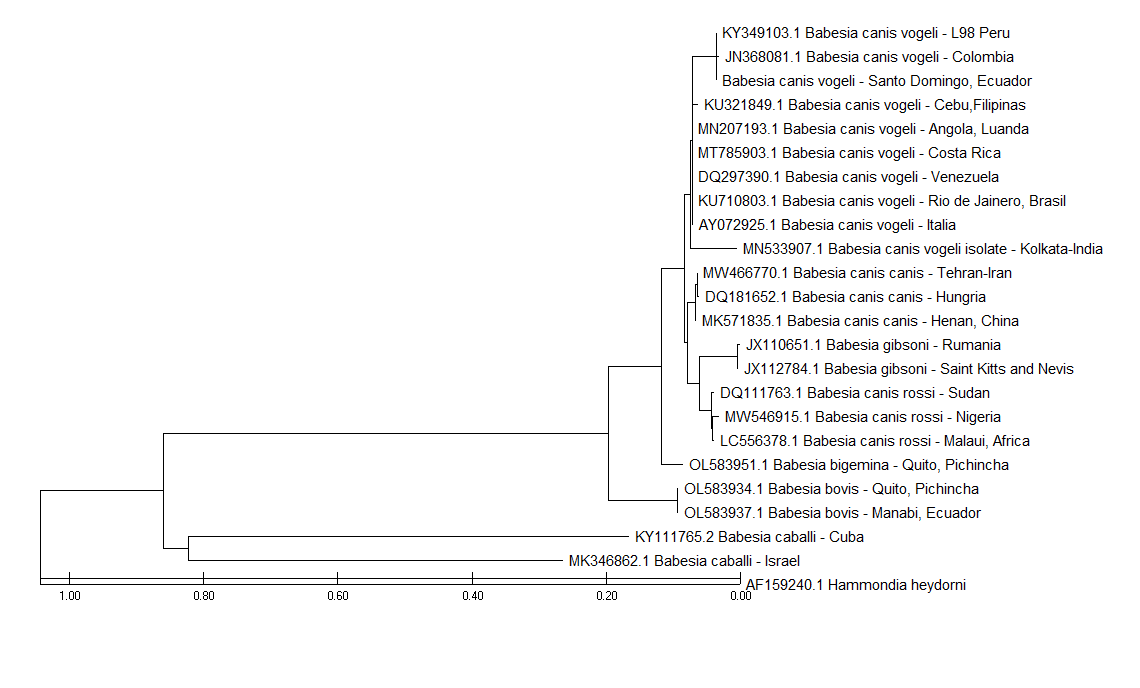 KY349103.1 Babesia canis vogeli - L98 Peru
JN368081.1 Babesia canis vogeli - Colombia
Babesia canis vogeli - Santo Domingo, Ecuador
KU321849.1 Babesia canis vogeli - Cebu,Filipinas
MN207193.1 Babesia canis vogeli - Angola, Luanda
MT785903.1 Babesia canis vogeli - Costa Rica
DQ297390.1 Babesia canis vogeli - Venezuela
KU710803.1 Babesia canis vogeli - Rio de Jainero, Brasil
AY072925.1 Babesia canis vogeli - Italia
MN533907.1 Babesia canis vogeli isolate - Kolkata-India
MW466770.1 Babesia canis canis - Tehran-Iran
DQ181652.1 Babesia canis canis - Hungria
MK571835.1 Babesia canis canis - Henan, China
JX110651.1 Babesia gibsoni - Rumania
JX112784.1 Babesia gibsoni - Saint Kitts and Nevis
DQ111763.1 Babesia canis rossi - Sudan
MW546915.1 Babesia canis rossi - Nigeria
LC556378.1 Babesia canis rossi - Malaui, Africa
OL583951.1 Babesia bigemina - Quito, Pichincha
OL583934.1 Babesia bovis - Quito, Pichincha
OL583937.1 Babesia bovis - Manabi, Ecuador
KY111765.2 Babesia caballi - Cuba
MK346862.1 Babesia caballi - Israel
AF159240.1 Hammondia heydorni
1.00 0.80 0.60 0.40 0.20 0.00